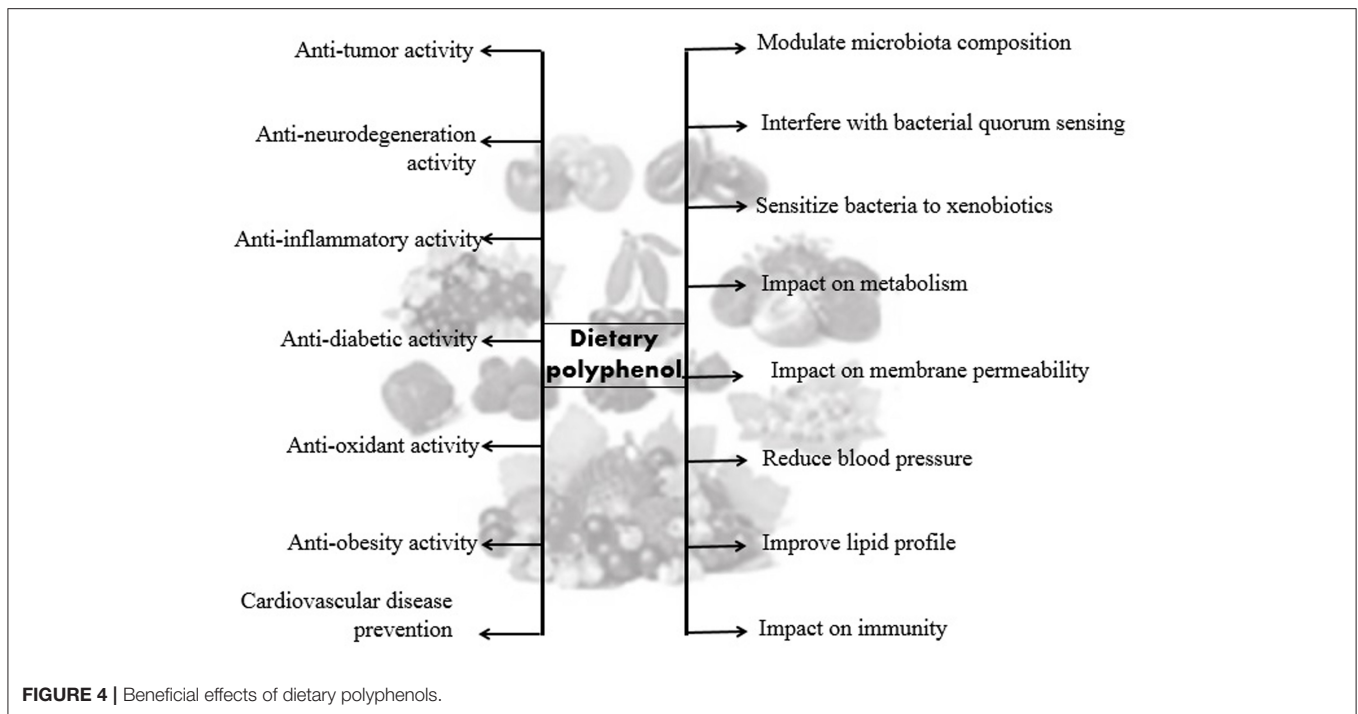 Anti-tumor activity
Anti-neurodegeneration
activity
Anti-inflammatory activity
Anti-diabetic activity
Anti-oxidant activity
Anti-obesity activity
Cardiovascular disease
prevention
Dietary
polyphenol
Modulate microbiota composition
Interfere with bacterial quorum sensing
Sensitize bacteria to xenobiotics
Impact on metabolism
Impact on membrane permeability
Reduce blood pressure
Improve lipid profile
Impact on immunity
FIGURE 4 | Beneficial effects of dietary polyphenols.